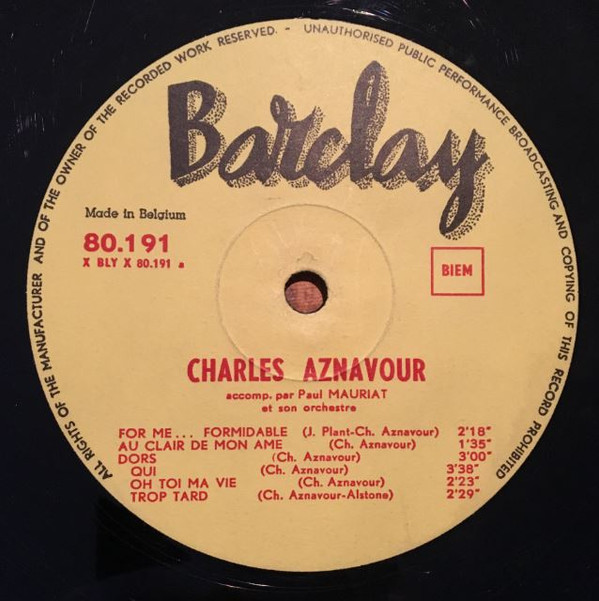 ALL RIGHTS OF THE MANUFACTURER AND OF THE OWNER OF THE RECORDED WORK RESERVED. - UNAUTHORISED PUBLIC PERFORMANCE BROADCASTING AND COPYING OF THIS RECORD PROHIBITED
Barclay
Made in Belgium
80.191
X BLY X 80.191 a
BIEM
CHARLES AZNAVOUR
accomp. par Paul MAURIAT
et son orchestre
FOR ME... FORMIDABLE (J. Plant-Ch. Aznavour) 2'18"
AU CLAIR DE MON AME (Ch. Aznavour) 1'35"
DORS (Ch. Aznavour) 3'00"
QUI (Ch. Aznavour) 3'38"
OH TOI MA VIE (Ch. Aznavour) 2'23"
TROP TARD (Ch. Aznavour-Alstone) 2'29"